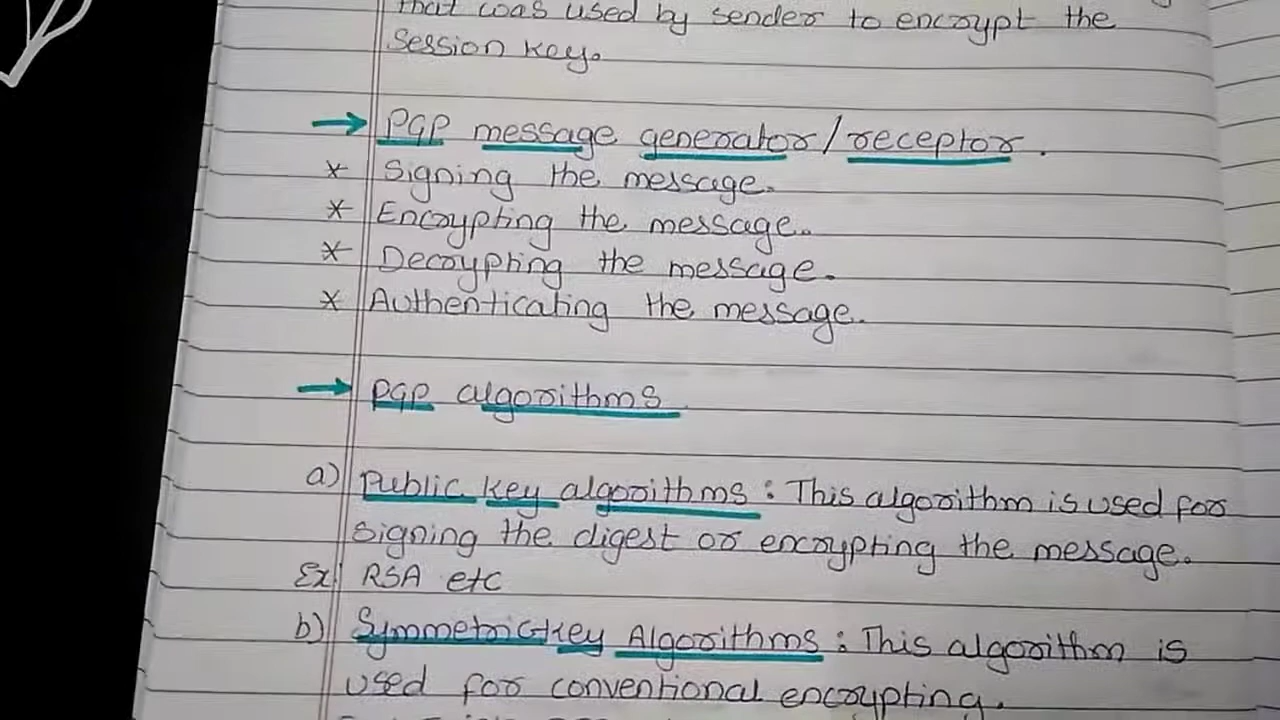 that was used by sender to encrypt the
session key.
→ PGP message generator/receptor.
* Signing the message.
* Encrypting the message.
* Decrypting the message.
* Authenticating the message.
→ PGP algorithms
a) Public key algorithms : This algorithm is used for
signing the digest or encrypting the message.
Ex RSA etc
b) Symmetric-key Algorithms : This algorithm is
used for conventional encrypting.